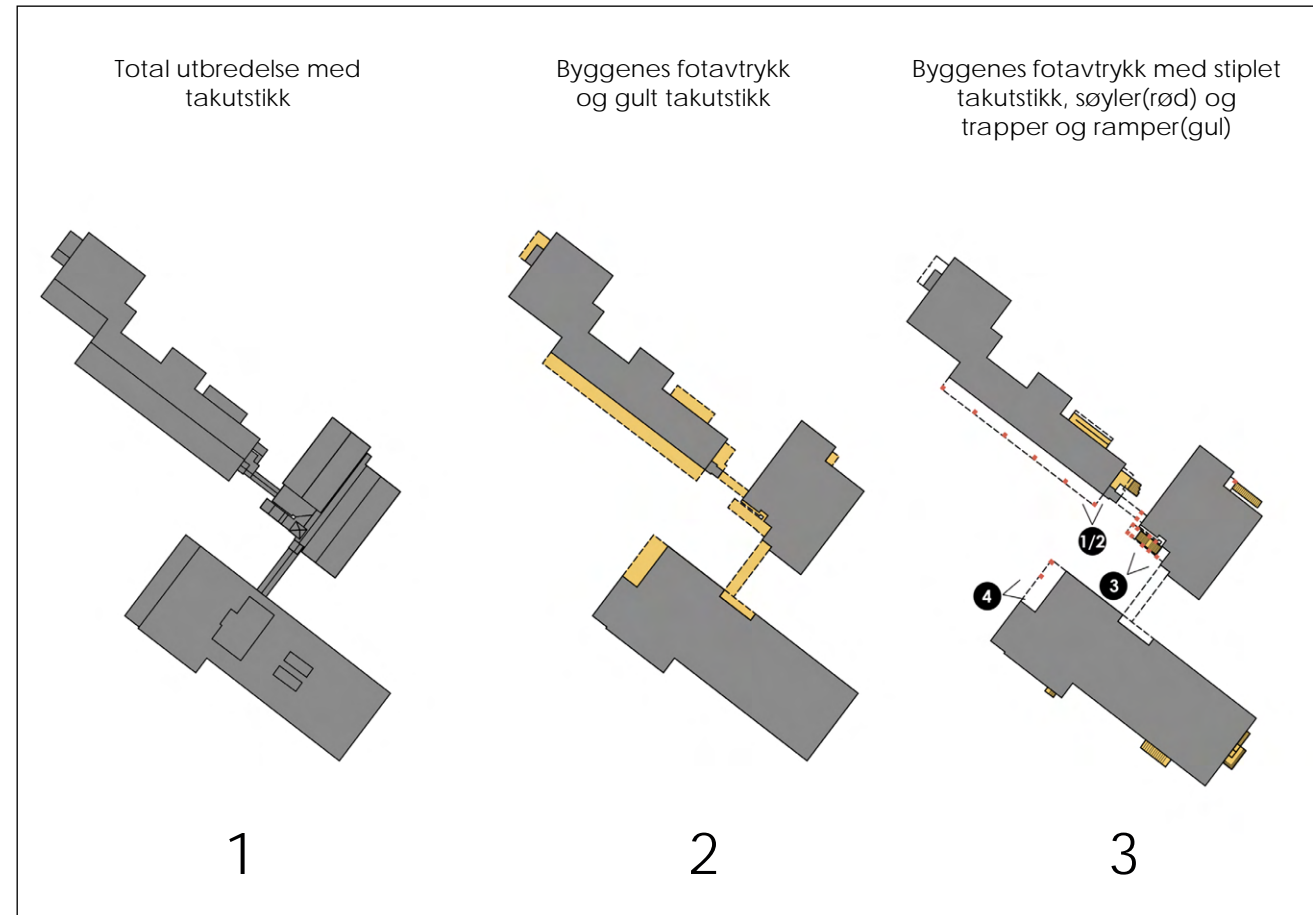 Total utbredelse med
takutstikk
Byggenes fotavtrykk
og gult takutstikk
Byggenes fotavtrykk med stiplet
takutstikk, søyler(rød) og
trapper og ramper(gul)
1/2
3
4
1
2
3